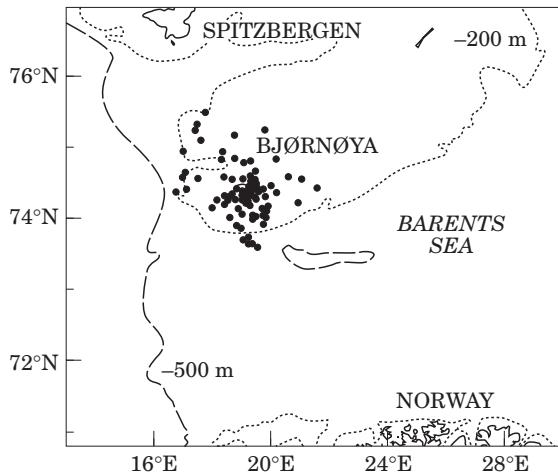 SPITZBERGEN
–200 m
76°N
BJØRNØYA
74°N
BARENTS
SEA
72°N
–500 m
NORWAY
16°E
20°E
24°E
28°E